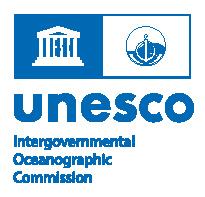 unesco
Intergovernmental
Oceanographic
Commission